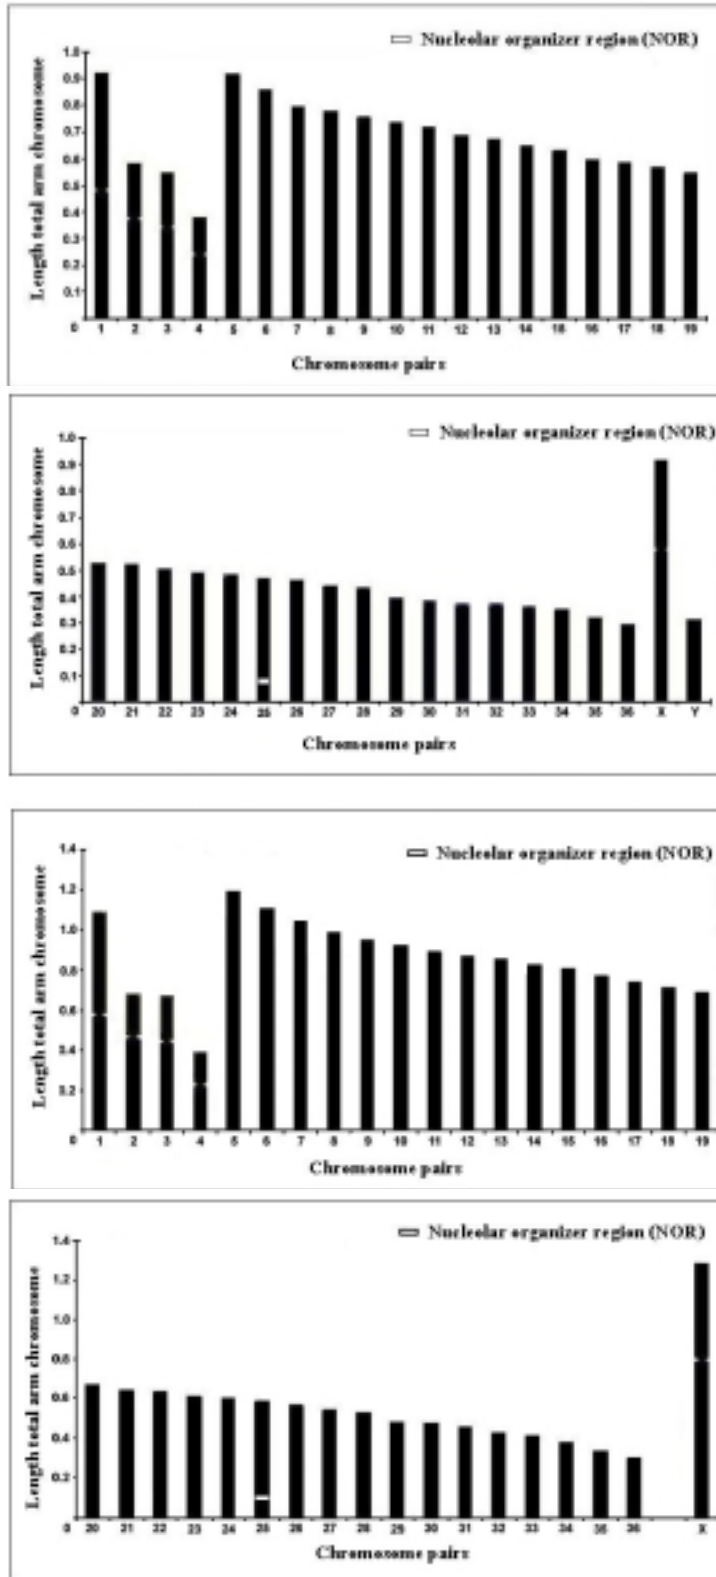 Nucleolar organizer region (NOR)
Length total arm chromosome
1.0
0.9
0.8
0.7
0.6
0.5
0.4
0.3
0.2
0.1
0 1 2 3 4 5 6 7 8 9 10 11 12 13 14 15 16 17 18 19
Chromosome pairs
Nucleolar organizer region (NOR)
Length total arm chromosome
1.0
0.9
0.8
0.7
0.6
0.5
0.4
0.3
0.2
0.1
0 20 21 22 23 24 25 26 27 28 29 30 31 32 33 34 35 36 X Y
Chromosome pairs
Nucleolar organizer region (NOR)
Length total arm chromosome
1.4
1.2
1.0
0.8
0.6
0.4
0.2
0 1 2 3 4 5 6 7 8 9 10 11 12 13 14 15 16 17 18 19
Chromosome pairs
Nucleolar organizer region (NOR)
Length total arm chromosome
1.4
1.2
1.0
0.8
0.6
0.4
0.2
0 20 21 22 23 24 25 26 27 28 29 30 31 32 33 34 35 36 X
Chromosome pairs